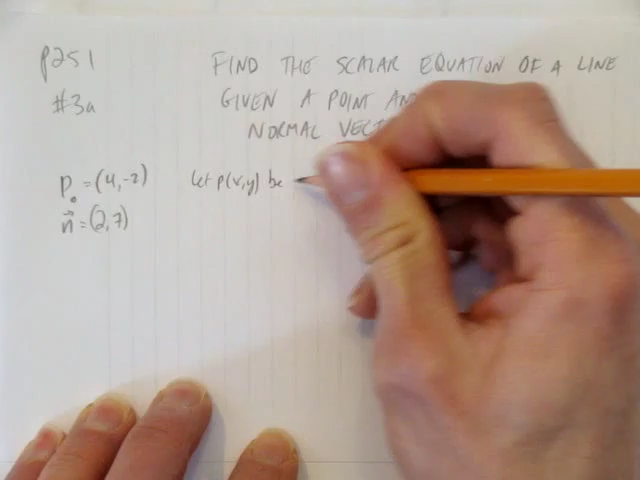 p251
#3a
FIND THE SCALAR EQUATION OF A LINE
GIVEN A POINT AN
NORMAL VECT
P₀ = (4,-2)
n⃗ = (2,7)
let p(x,y) be